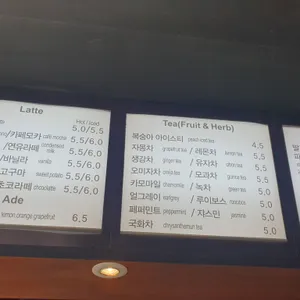 Latte
Hot / Iced
카페모카 cafe mocha 5.0/5.5
/연유라떼 condensed milk 5.5/6.0
/바닐라 vanilla 5.5/6.0
고구마 sweet potato 5.5/6.0
초코라떼 chocolatte 5.5/6.0
Ade
lemon,orange,grapefruit 6.5
Tea(Fruit & Herb)
복숭아 아이스티 peach iced tea 4.5
자몽차 grapefruit tea / 레몬차 lemon tea 5.5
생강차 ginger tea / 유자차 citron tea 5.5
오미자차 omija tea / 모과차 quince tea 5.5
카모마일 chamomile / 녹차 green tea 5.0
얼그레이 earlgrey / 루이보스 rooibos 5.0
페퍼민트 peppermint / 자스민 jasmine 5.0
국화차 chrysanthemum tea 5.0